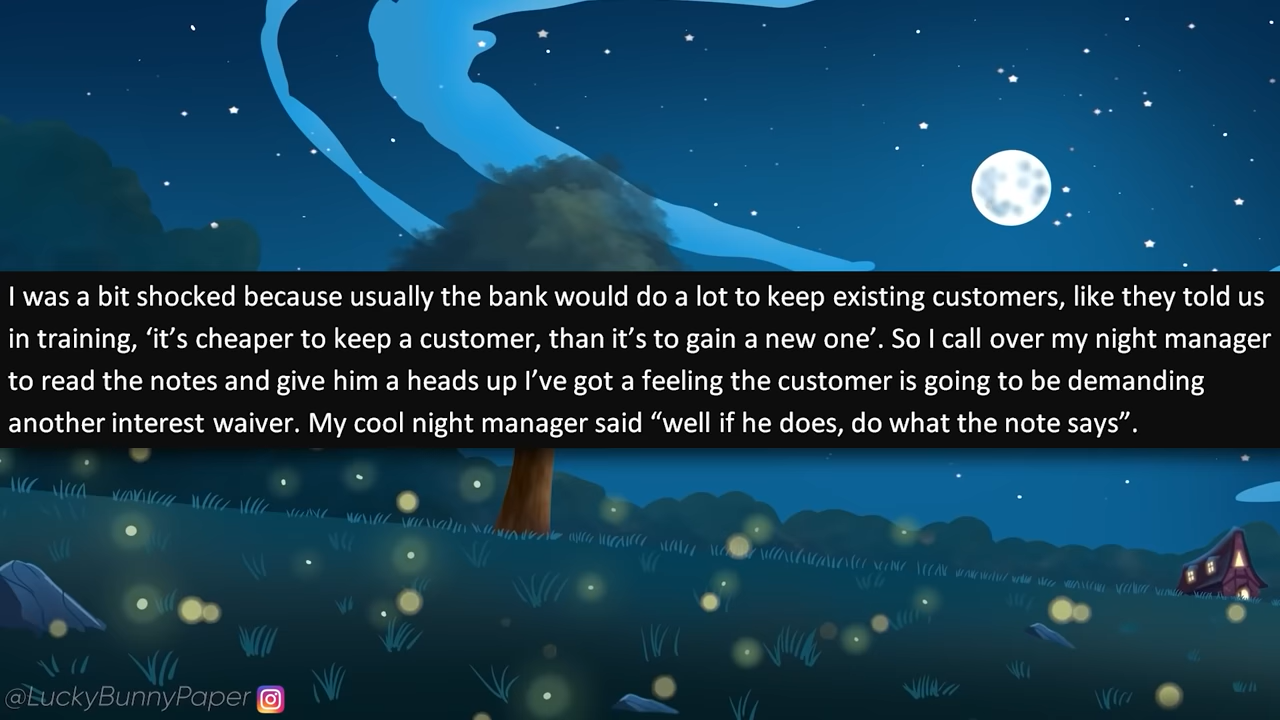 I was a bit shocked because usually the bank would do a lot to keep existing customers, like they told us
in training, ‘it’s cheaper to keep a customer, than it’s to gain a new one’. So I call over my night manager
to read the notes and give him a heads up I’ve got a feeling the customer is going to be demanding
another interest waiver. My cool night manager said “well if he does, do what the note says”.
@LuckyBunnyPaper